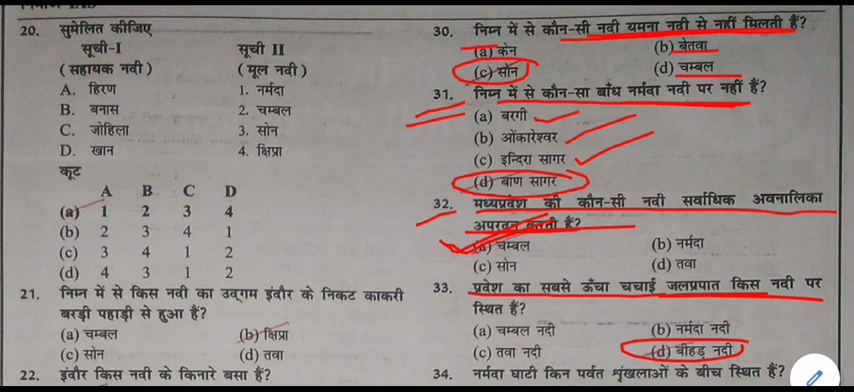 20. सुमेलित कीजिए
सूची-I सूची II
(सहायक नदी) (मूल नदी)
A. हिरण 1. नर्मदा
B. बनास 2. चम्बल
C. जोहिला 3. सोन
D. खान 4. क्षिप्रा
कूट
A B C D
(a) 1 2 3 4
(b) 2 3 4 1
(c) 3 4 1 2
(d) 4 3 1 2
21. निम्न में से किस नदी का उद्गम इंदौर के निकट काकरी
बरड़ी पहाड़ी से हुआ हैं?
(a) चम्बल (b) क्षिप्रा
(c) सोन (d) तवा
22. इंदौर किस नदी के किनारे बसा हैं?
30. निम्न में से कौन-सी नदी यमना नदी से नहीं मिलती हैं?
(a) केन (b) बेतवा
(c) सोन (d) चम्बल
31. निम्न में से कौन-सा बाँध नर्मदा नदी पर नहीं हैं?
(a) बरगी
(b) ओंकारेश्वर
(c) इन्दिरा सागर
(d) बाण सागर
32. मध्यप्रदेश की कौन-सी नदी सर्वाधिक अवनालिका
अपरदन करती हैं?
(a) चम्बल (b) नर्मदा
(c) सोन (d) तवा
33. प्रदेश का सबसे ऊँचा चचाई जलप्रपात किस नदी पर
स्थित हैं?
(a) चम्बल नदी (b) नर्मदा नदी
(c) तवा नदी (d) बीहड़ नदी
34. नर्मदा घाटी किन पर्वत शृंखलाओं के बीच स्थित हैं?